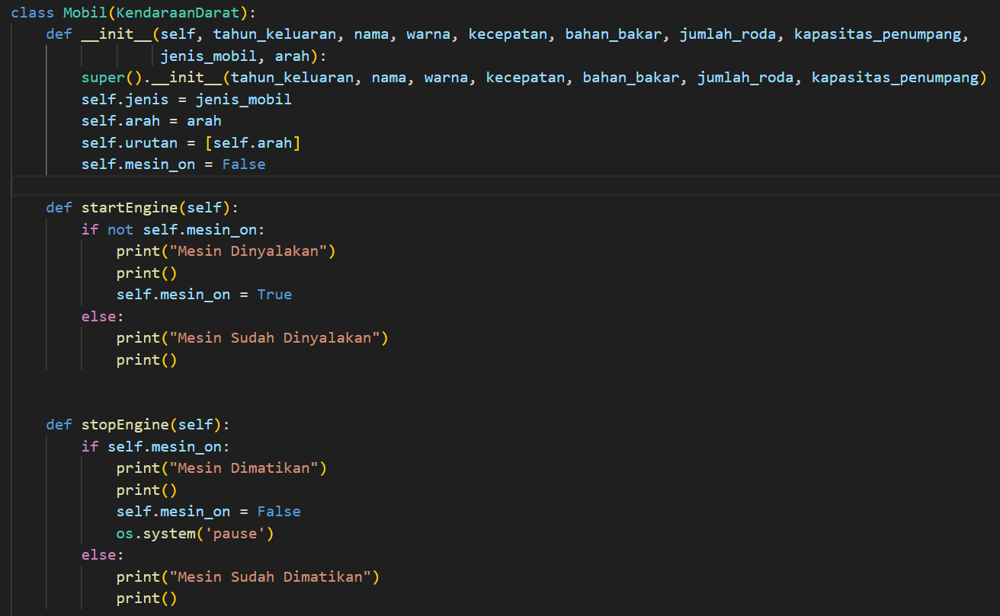 class Mobil(KendaraanDarat):
    def __init__(self, tahun_keluaran, nama, warna, kecepatan, bahan_bakar, jumlah_roda, kapasitas_penumpang,
                 jenis_mobil, arah):
        super().__init__(tahun_keluaran, nama, warna, kecepatan, bahan_bakar, jumlah_roda, kapasitas_penumpang)
        self.jenis = jenis_mobil
        self.arah = arah
        self.urutan = [self.arah]
        self.mesin_on = False

    def startEngine(self):
        if not self.mesin_on:
            print("Mesin Dinyalakan")
            print()
            self.mesin_on = True
        else:
            print("Mesin Sudah Dinyalakan")
            print()


    def stopEngine(self):
        if self.mesin_on:
            print("Mesin Dimatikan")
            print()
            self.mesin_on = False
            os.system('pause')
        else:
            print("Mesin Sudah Dimatikan")
            print()